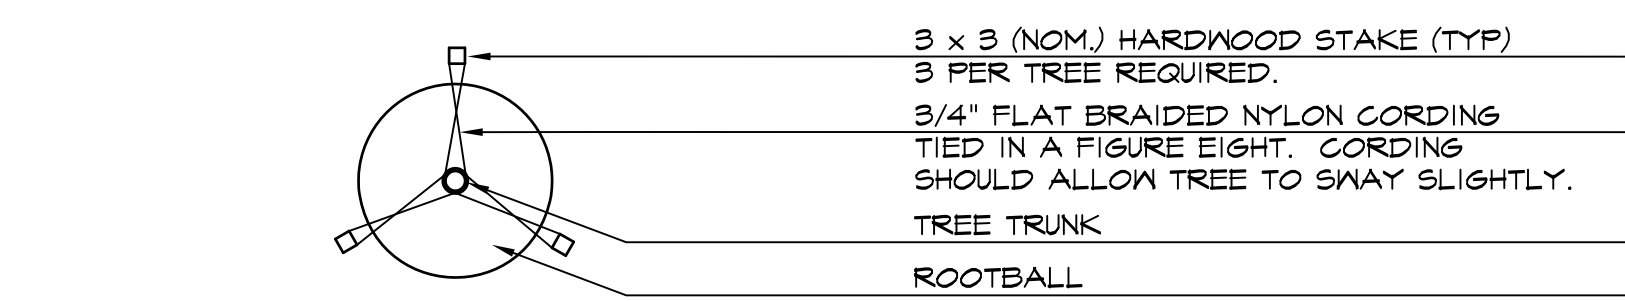 3 x 3 (NOM.) HARDWOOD STAKE (TYP)
3 PER TREE REQUIRED.
3/4" FLAT BRAIDED NYLON CORDING
TIED IN A FIGURE EIGHT. CORDING
SHOULD ALLOW TREE TO SWAY SLIGHTLY.
TREE TRUNK
ROOTBALL